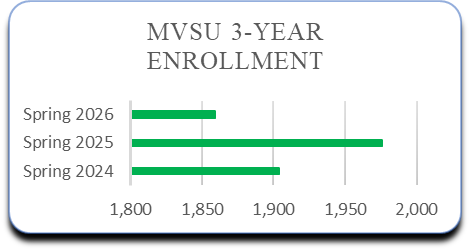 MVSU 3-YEAR
ENROLLMENT
Spring 2026
Spring 2025
Spring 2024
1,800 1,850 1,900 1,950 2,000